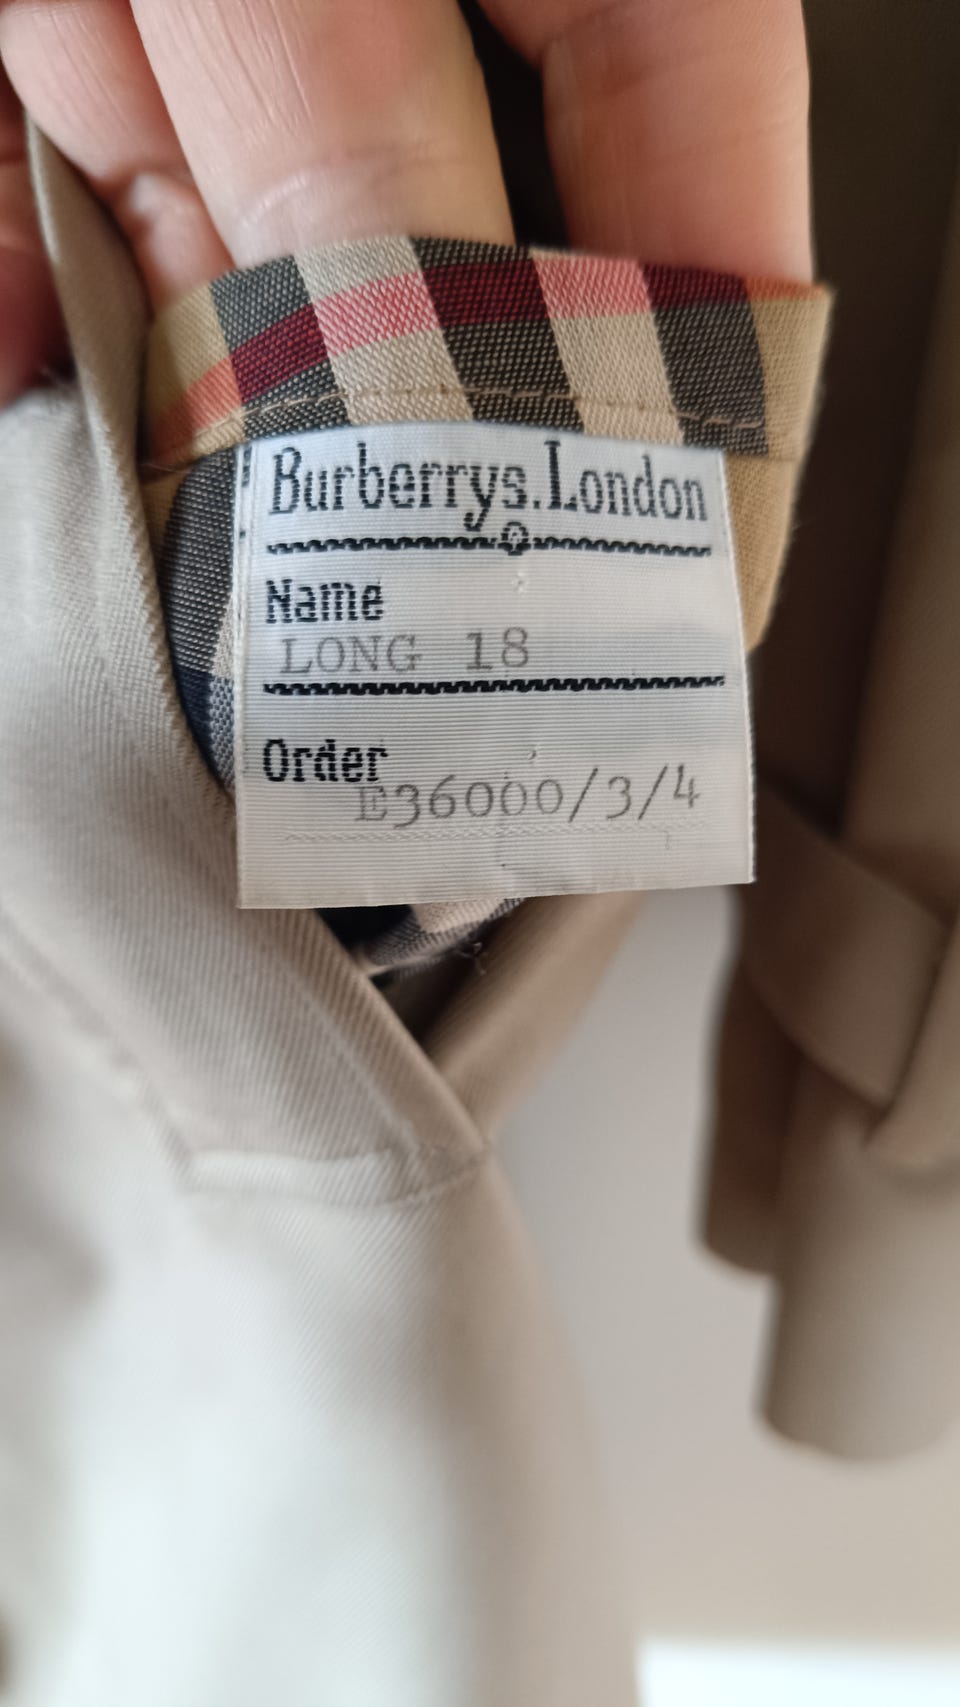 Burberrys.London
Name
LONG 18
Order
E36000/3/4